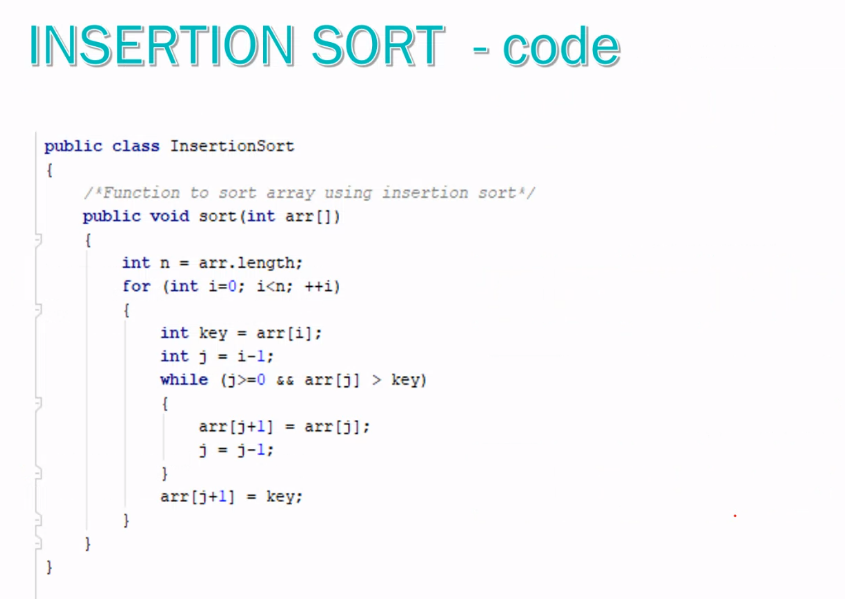 INSERTION SORT - code
public class InsertionSort
{
/*Function to sort array using insertion sort*/
public void sort(int arr[])
{
int n = arr.length;
for (int i=0; i<n; ++i)
{
int key = arr[i];
int j = i-1;
while (j>=0 && arr[j] > key)
{
arr[j+1] = arr[j];
j = j-1;
}
arr[j+1] = key;
}
}
}